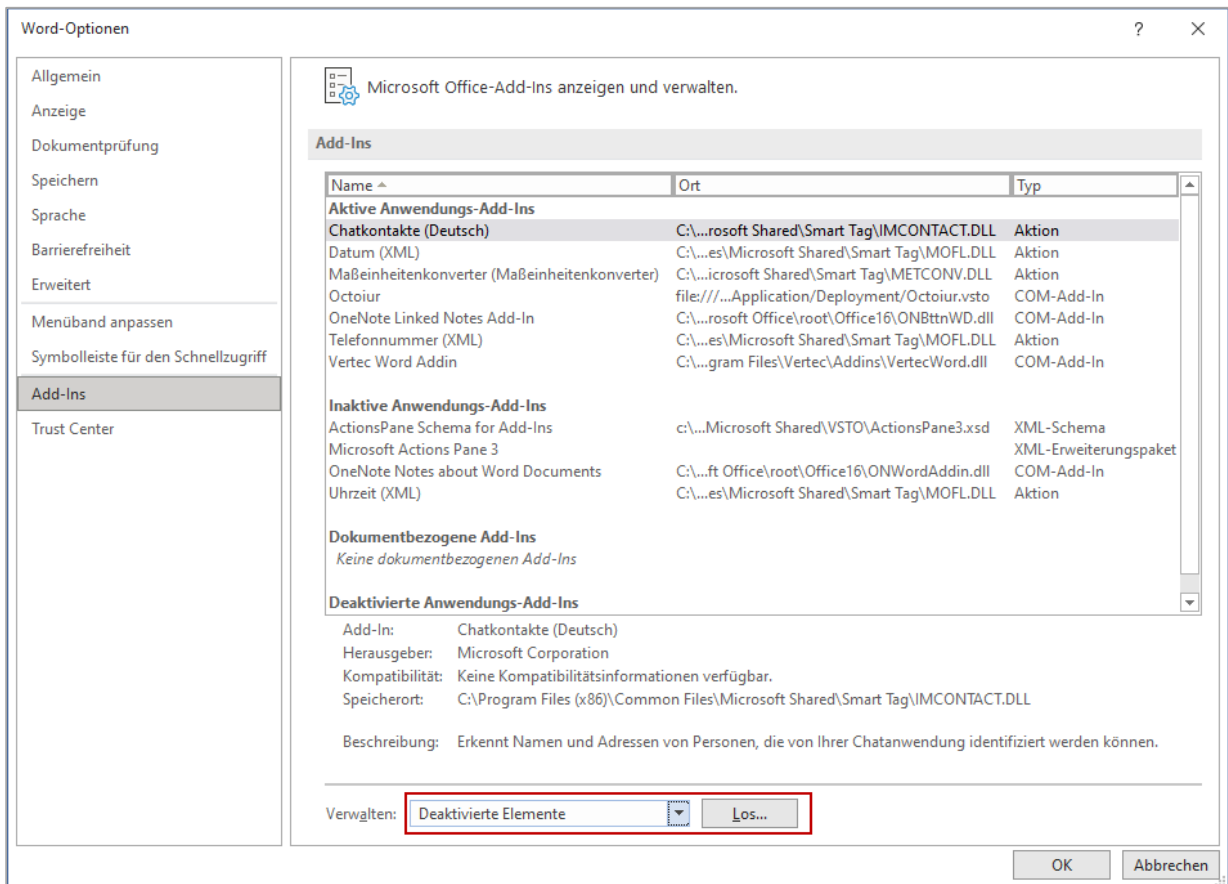 Word-Optionen
?
Allgemein
Anzeige
Dokumentprüfung
Speichern
Sprache
Barrierefreiheit
Erweitert
Menüband anpassen
Symbolleiste für den Schnellzugriff
Add-Ins
Trust Center
Microsoft Office-Add-Ins anzeigen und verwalten.
Add-Ins
Name Ort Typ
Aktive Anwendungs-Add-Ins
Chatkontakte (Deutsch) C:\...rosoft Shared\Smart Tag\IMCONTACT.DLL Aktion
Datum (XML) C:\...es\Microsoft Shared\Smart Tag\MOFL.DLL Aktion
Maßeinheitenkonverter (Maßeinheitenkonverter) C:\...icrosoft Shared\Smart Tag\METCONV.DLL Aktion
Octoiur file:///...Application/Deployment/Octoiur.vsto COM-Add-In
OneNote Linked Notes Add-In C:\...rosoft Office\root\Office16\ONBttnWD.dll COM-Add-In
Telefonnummer (XML) C:\...es\Microsoft Shared\Smart Tag\MOFL.DLL Aktion
Vertec Word Addin C:\...gram Files\Vertec\Addins\VertecWord.dll COM-Add-In
Inaktive Anwendungs-Add-Ins
ActionsPane Schema for Add-Ins c:\...Microsoft Shared\VSTO\ActionsPane3.xsd XML-Schema
Microsoft Actions Pane 3 XML-Erweiterungspaket
OneNote Notes about Word Documents C:\...ft Office\root\Office16\ONWordAddin.dll COM-Add-In
Uhrzeit (XML) C:\...es\Microsoft Shared\Smart Tag\MOFL.DLL Aktion
Dokumentbezogene Add-Ins
Keine dokumentbezogenen Add-Ins
Deaktivierte Anwendungs-Add-Ins
Add-In: Chatkontakte (Deutsch)
Herausgeber: Microsoft Corporation
Kompatibilität: Keine Kompatibilitätsinformationen verfügbar.
Speicherort: C:\Program Files (x86)\Common Files\Microsoft Shared\Smart Tag\IMCONTACT.DLL
Beschreibung: Erkennt Namen und Adressen von Personen, die von Ihrer Chatanwendung identifiziert werden können.
Verwalten: Deaktivierte Elemente Los...
OK Abbrechen